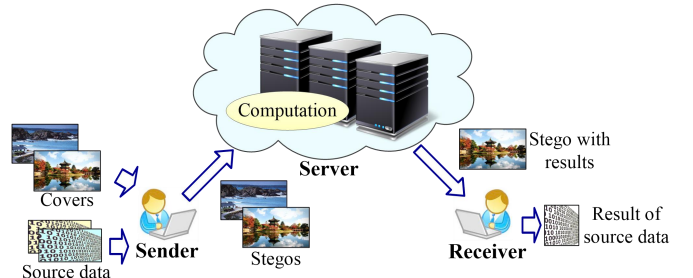 Computation
Server
Stego with
results
Covers
Sender
Stegos
Receiver
Result of
source data
Source data